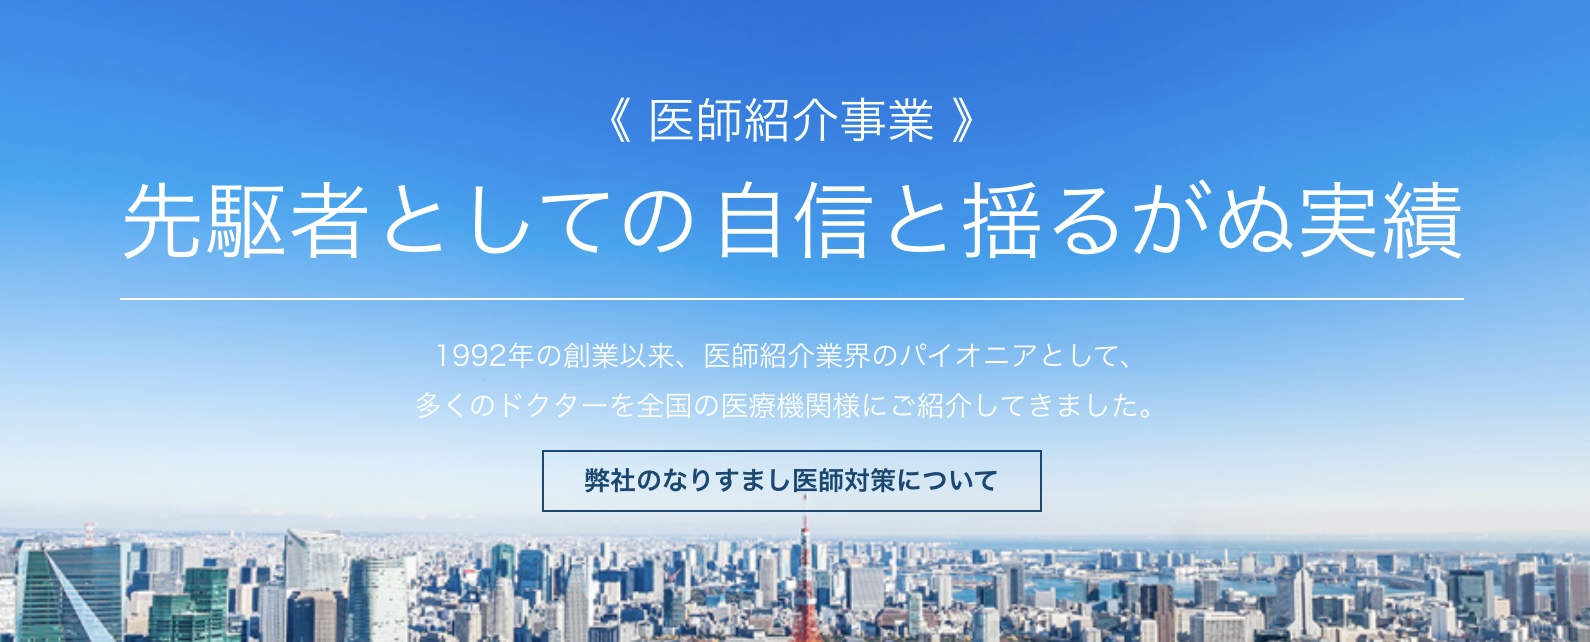 《 医師紹介事業 》
先駆者としての自信と揺るがぬ実績
1992年の創業以来、医師紹介業界のパイオニアとして、
多くのドクターを全国の医療機関様にご紹介してきました。
弊社のなりすまし医師対策について